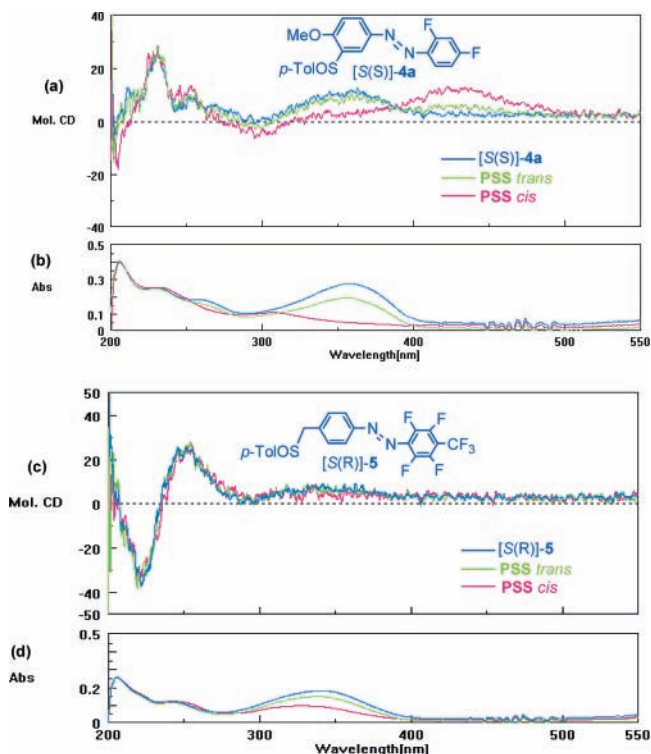 40
20
0
-20
-40
(a)
Mol. CD
MeO
N
N
F
F
p-TolOS
[S(S)]-4a
[S(S)]-4a
PSS trans
PSS cis
0.5
0.3
0.1
0
(b)
Abs
200
300
400
500
550
Wavelength[nm]
50
40
20
0
-20
-40
-50
(c)
Mol. CD
p-TolOS
N
N
F
F
F
F
CF3
[S(R)]-5
[S(R)]-5
PSS trans
PSS cis
0.5
0.2
0
(d)
Abs
200
300
400
500
550
Wavelength[nm]